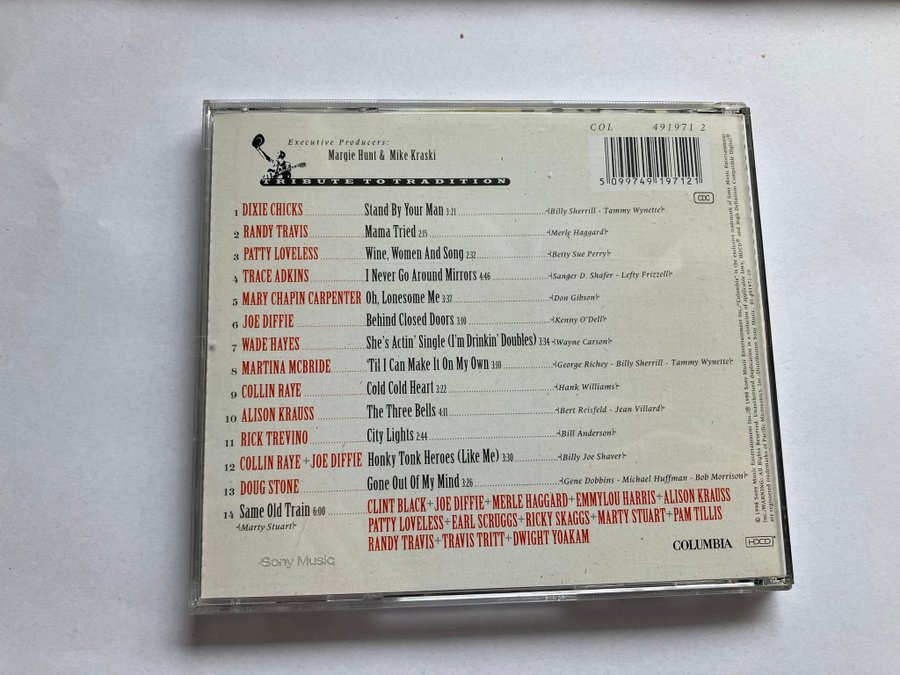 COL 491971 2
Executive Producers:
Margie Hunt & Mike Kraski
TRIBUTE TO TRADITION
5 099749 197121
CDC
1 DIXIE CHICKS Stand By Your Man 3:21 Billy Sherrill - Tammy Wynette
2 RANDY TRAVIS Mama Tried 2:15 Merle Haggard
3 PATTY LOVELESS Wine, Women And Song 2:32 Betty Sue Perry
4 TRACE ADKINS I Never Go Around Mirrors 4:46 Sanger D. Shafer - Lefty Frizzell
5 MARY CHAPIN CARPENTER Oh, Lonesome Me 3:37 Don Gibson
6 JOE DIFFIE Behind Closed Doors 3:10 Kenny O'Dell
7 WADE HAYES She's Actin' Single (I'm Drinkin' Doubles) 3:34 Wayne Carson
8 MARTINA MCBRIDE 'Til I Can Make It On My Own 3:10 George Richey - Billy Sherrill - Tammy Wynette
9 COLLIN RAYE Cold Cold Heart 3:22 Hank Williams
10 ALISON KRAUSS The Three Bells 4:11 Bert Reisfeld - Jean Villard
11 RICK TREVINO City Lights 2:44 Bill Anderson
12 COLLIN RAYE + JOE DIFFIE Honky Tonk Heroes (Like Me) 3:30 Billy Joe Shaver
13 DOUG STONE Gone Out Of My Mind 3:26 Gene Dobbins - Michael Huffman - Bob Morrison
14 Same Old Train 6:00 CLINT BLACK + JOE DIFFIE + MERLE HAGGARD + EMMYLOU HARRIS + ALISON KRAUSS
Marty Stuart PATTY LOVELESS + EARL SCRUGGS + RICKY SKAGGS + MARTY STUART + PAM TILLIS
RANDY TRAVIS + TRAVIS TRITT + DWIGHT YOAKAM
Sony Music
COLUMBIA
HDCD